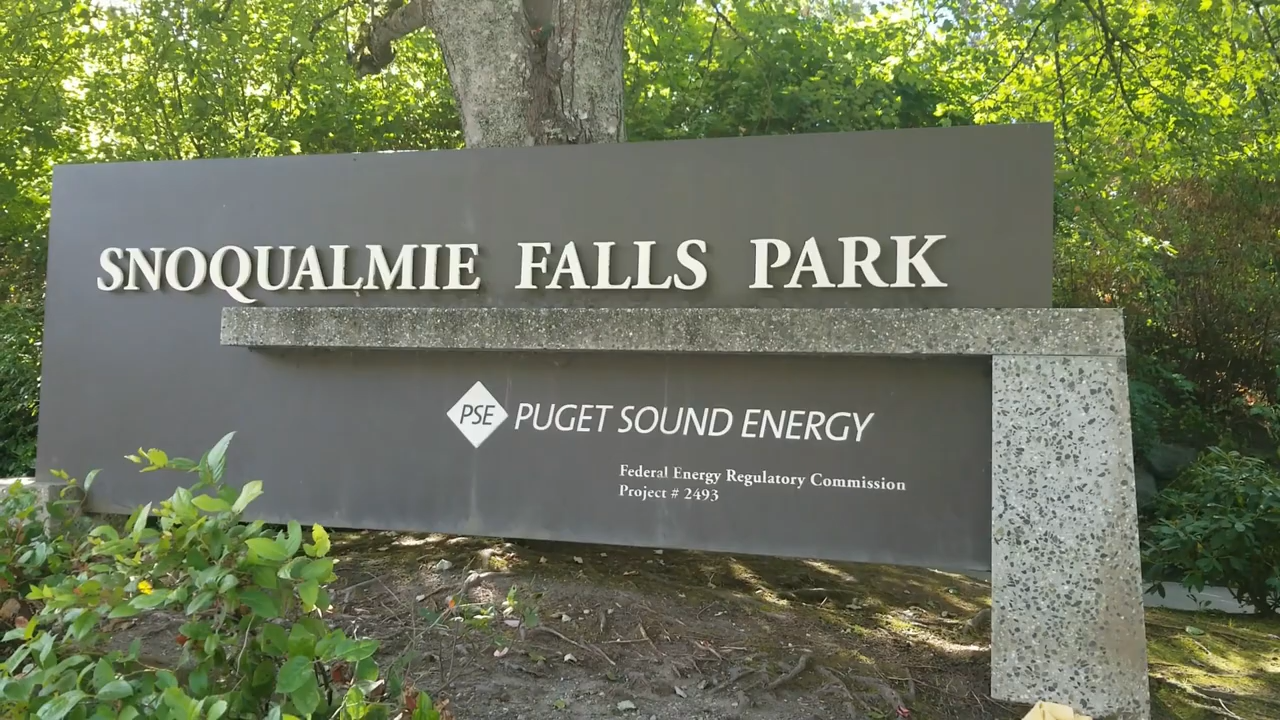 SNOQUALMIE FALLS PARK
PSE PUGET SOUND ENERGY
Federal Energy Regulatory Commission
Project # 2493